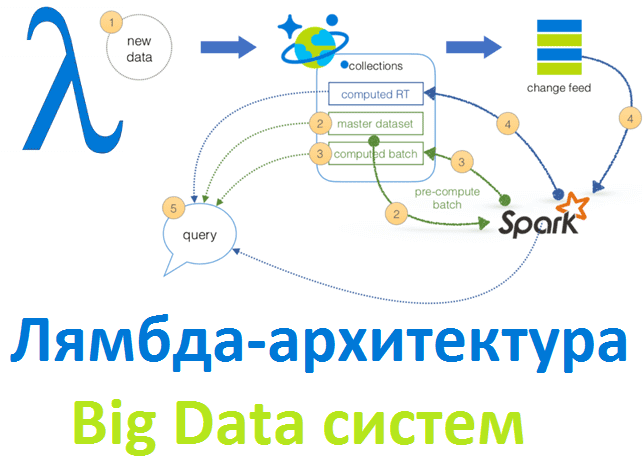 λ
1
new
data
collections
computed RT
2 master dataset
3 computed batch
change feed
4
4
3
pre-compute
batch
2
Spark
5
query
Лямбда-архитектура
Big Data систем